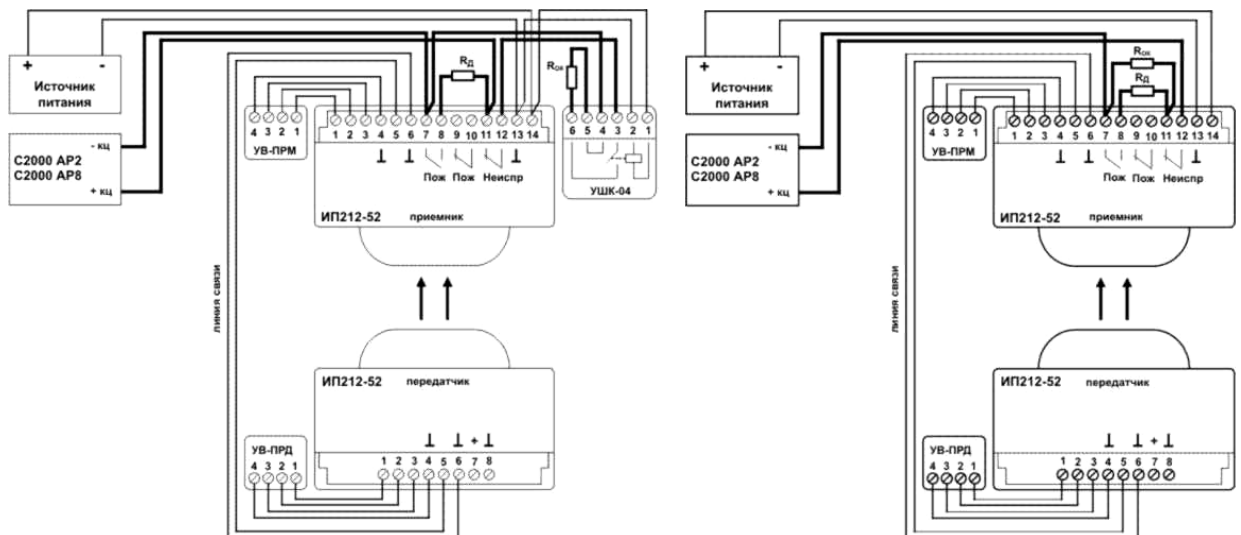 + -
Источник
питания
- кц
С2000 АР2
С2000 АР8
+ кц
4 3 2 1
УВ-ПРМ
RД
1 2 3 4 5 6 7 8 9 10 11 12 13 14
Пож Пож Неиспр
ИП212-52 приемник
Rок
6 5 4 3 2 1
УШК-04
линия связи
ИП212-52 передатчик
+
УВ-ПРД
4 3 2 1
1 2 3 4 5 6 7 8
+ -
Источник
питания
- кц
С2000 АР2
С2000 АР8
+ кц
4 3 2 1
УВ-ПРМ
Rок
RД
1 2 3 4 5 6 7 8 9 10 11 12 13 14
Пож Пож Неиспр
ИП212-52 приемник
линия связи
ИП212-52 передатчик
+
УВ-ПРД
4 3 2 1
1 2 3 4 5 6 7 8